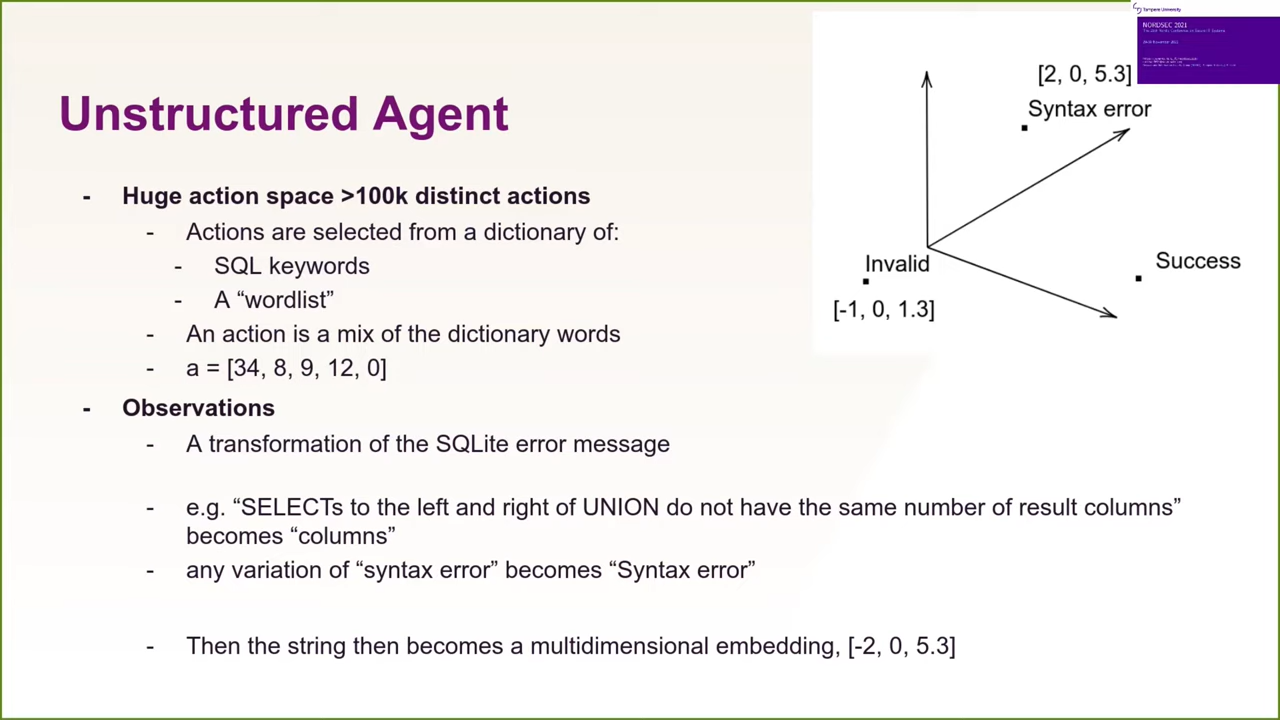 Tampere University
NORDSEC 2021
[2, 0, 5.3]
Syntax error
Unstructured Agent
- Huge action space >100k distinct actions
- Actions are selected from a dictionary of:
- SQL keywords
- A “wordlist”
- An action is a mix of the dictionary words
- a = [34, 8, 9, 12, 0]
Invalid
[-1, 0, 1.3]
Success
- Observations
- A transformation of the SQLite error message
- e.g. “SELECTs to the left and right of UNION do not have the same number of result columns”
becomes “columns”
- any variation of “syntax error” becomes “Syntax error”
- Then the string then becomes a multidimensional embedding, [-2, 0, 5.3]